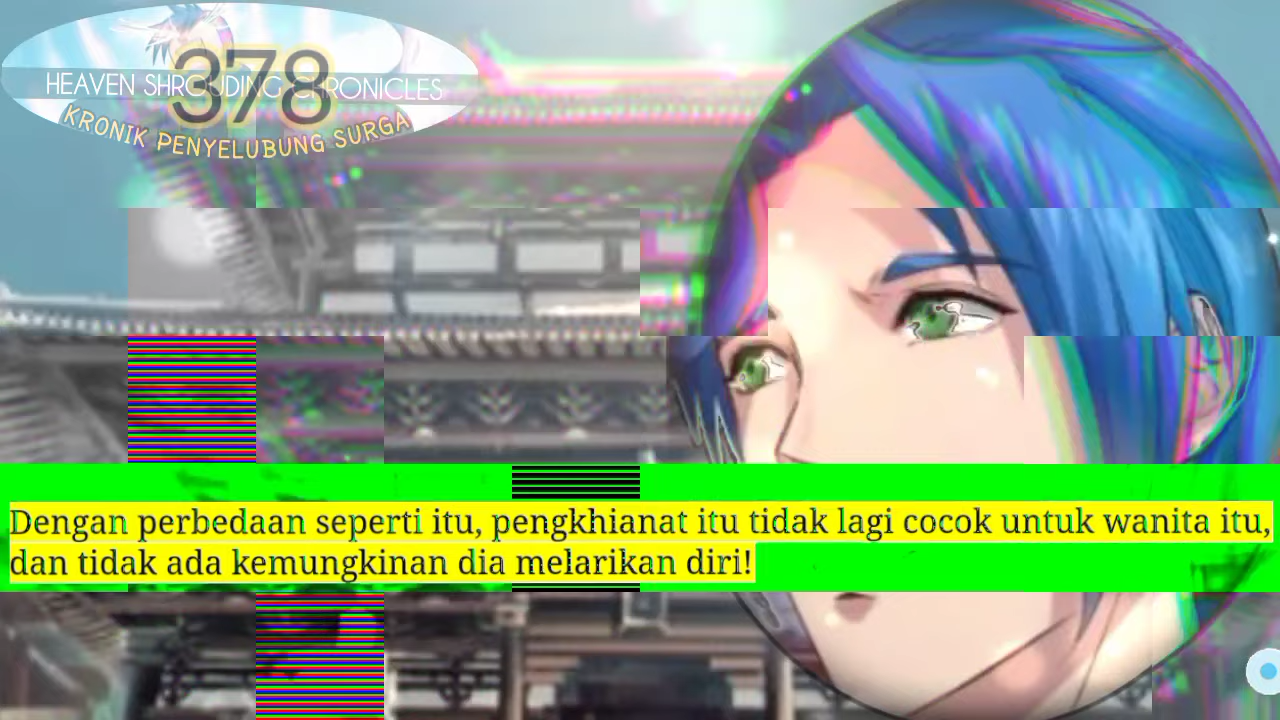 378
HEAVEN SHROUDING CHRONICLES
KRONIK PENYELUBUNG SURGA
Dengan perbedaan seperti itu, pengkhianat itu tidak lagi cocok untuk wanita itu,
dan tidak ada kemungkinan dia melarikan diri!